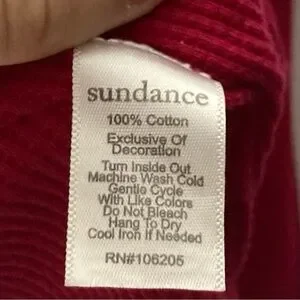 sundance
100% Cotton
Exclusive Of
Decoration
Turn Inside Out
Machine Wash Cold
Gentle Cycle
With Like Colors
Do Not Bleach
Hang To Dry
Cool Iron If Needed
RN#106205